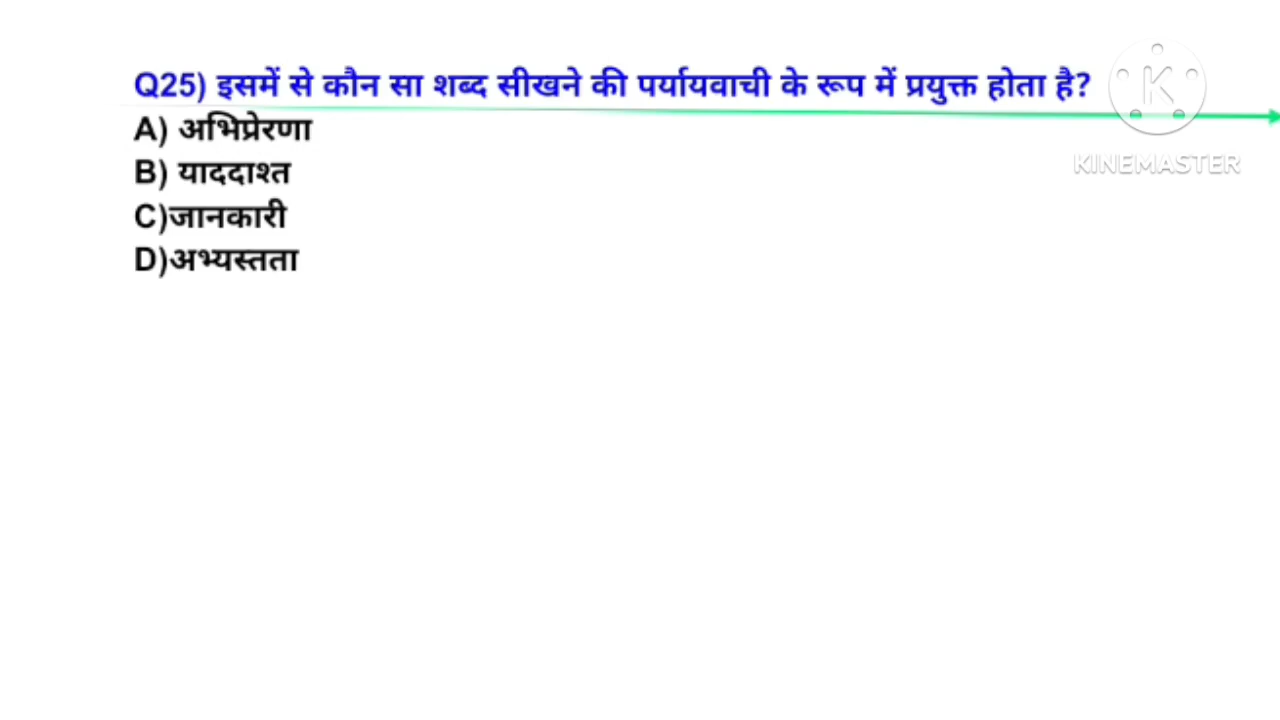 Q25) इसमें से कौन सा शब्द सीखने की पर्यायवाची के रूप में प्रयुक्त होता है?
A) अभिप्रेरणा
B) याददाश्त
C)जानकारी
D)अभ्यस्तता
K
KINEMASTER